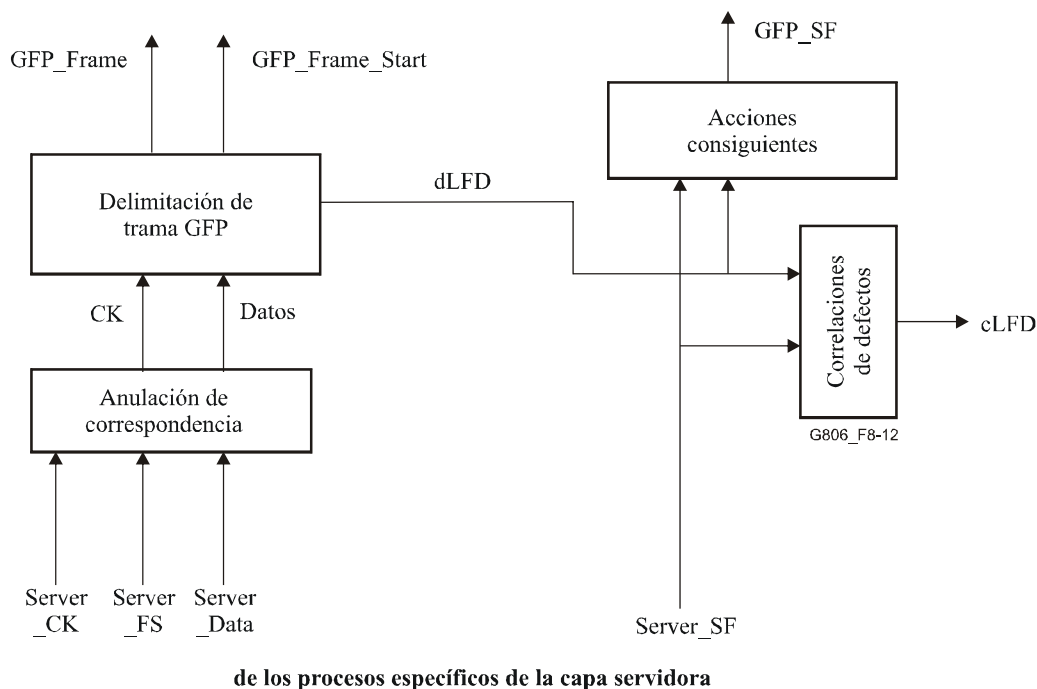 GFP_Frame
GFP_Frame_Start
GFP_SF
Acciones
consiguientes
Delimitación de
trama GFP
dLFD
CK
Datos
Correlaciones
de defectos
cLFD
G806_F8-12
Anulación de
correspondencia
Server
_CK
Server
_FS
Server
_Data
Server_SF
de los procesos específicos de la capa servidora